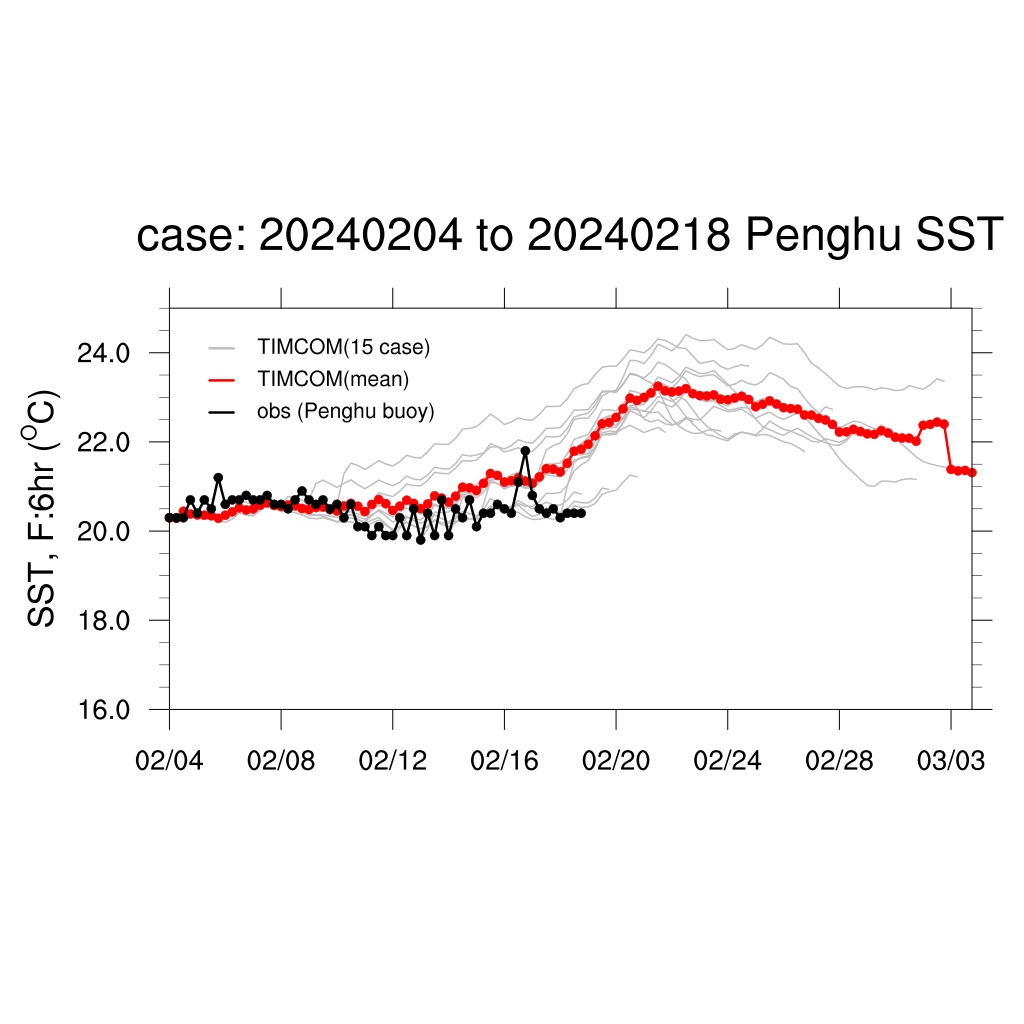 case: 20240204 to 20240218 Penghu SST
TIMCOM(15 case)
TIMCOM(mean)
obs (Penghu buoy)
SST, F:6hr (OC)
24.0
22.0
20.0
18.0
16.0
02/04 02/08 02/12 02/16 02/20 02/24 02/28 03/03